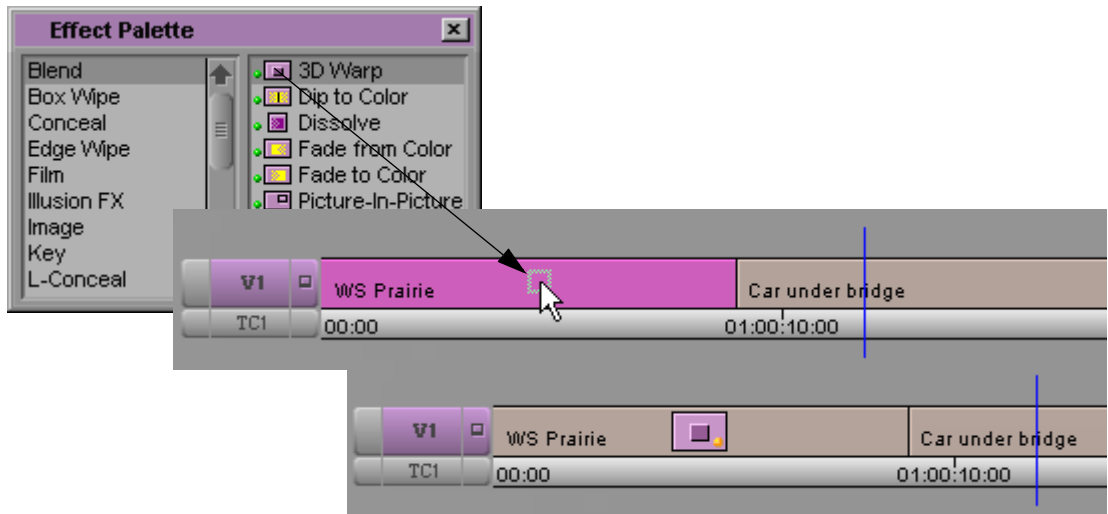 Effect Palette
Blend
Box Wipe
Conceal
Edge Wipe
Film
Illusion FX
Image
Key
L-Conceal
3D Warp
Dip to Color
Dissolve
Fade from Color
Fade to Color
Picture-In-Picture
V1 WS Prairie Car under bridge
TC1 00:00 01:00:10:00
V1 WS Prairie Car under bridge
TC1 00:00 01:00:10:00